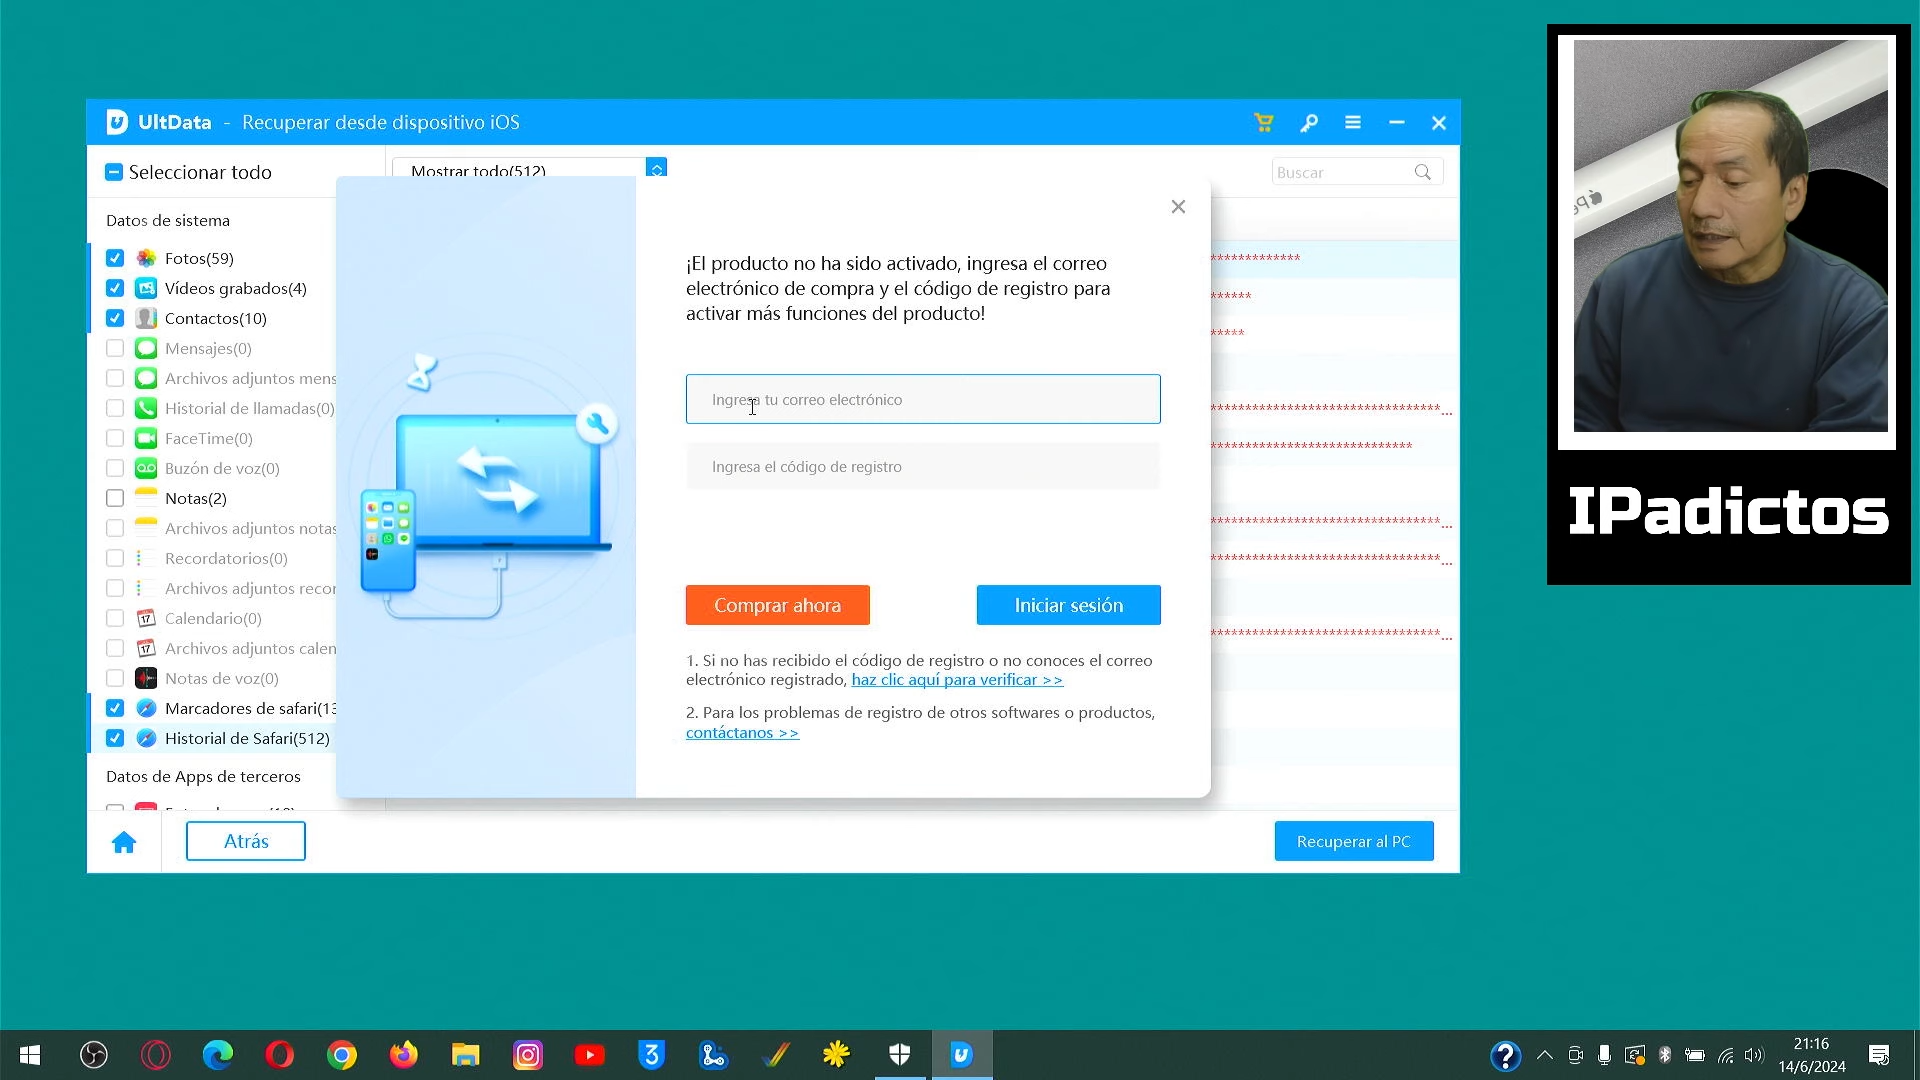 UltData - Recuperar desde dispositivo iOS
Seleccionar todo
Mostrar todo(512)
Buscar
Datos de sistema
Fotos(59)
Vídeos grabados(4)
Contactos(10)
Mensajes(0)
Archivos adjuntos mens
Historial de llamadas(0)
FaceTime(0)
Buzón de voz(0)
Notas(2)
Archivos adjuntos notas
Recordatorios(0)
Archivos adjuntos recor
Calendario(0)
Archivos adjuntos calen
Notas de voz(0)
Marcadores de safari(13
Historial de Safari(512)
Datos de Apps de terceros
¡El producto no ha sido activado, ingresa el correo
electrónico de compra y el código de registro para
activar más funciones del producto!
Ingresa tu correo electrónico
Ingresa el código de registro
Comprar ahora
Iniciar sesión
1. Si no has recibido el código de registro o no conoces el correo
electrónico registrado, haz clic aquí para verificar >>
2. Para los problemas de registro de otros softwares o productos,
contáctanos >>
*************
*****
*****
...
...
...
...
Atrás
Recuperar al PC
IPadictos
21:16
14/6/2024